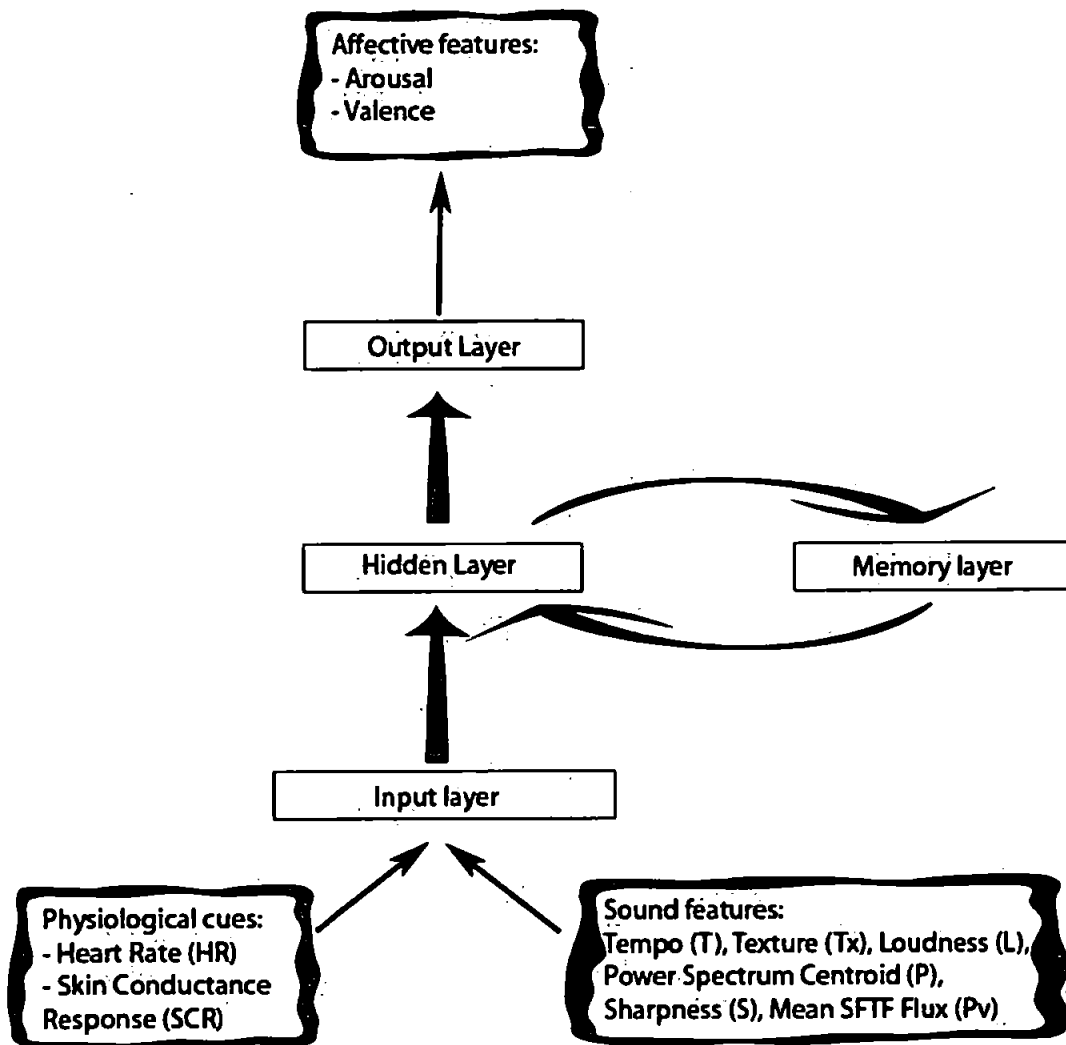 Affective features:
- Arousal
- Valence
Output Layer
Hidden Layer
Memory layer
Input layer
Physiological cues:
- Heart Rate (HR)
- Skin Conductance
Response (SCR)
Sound features:
Tempo (T), Texture (Tx), Loudness (L),
Power Spectrum Centroid (P),
Sharpness (S), Mean SFTF Flux (Pv)